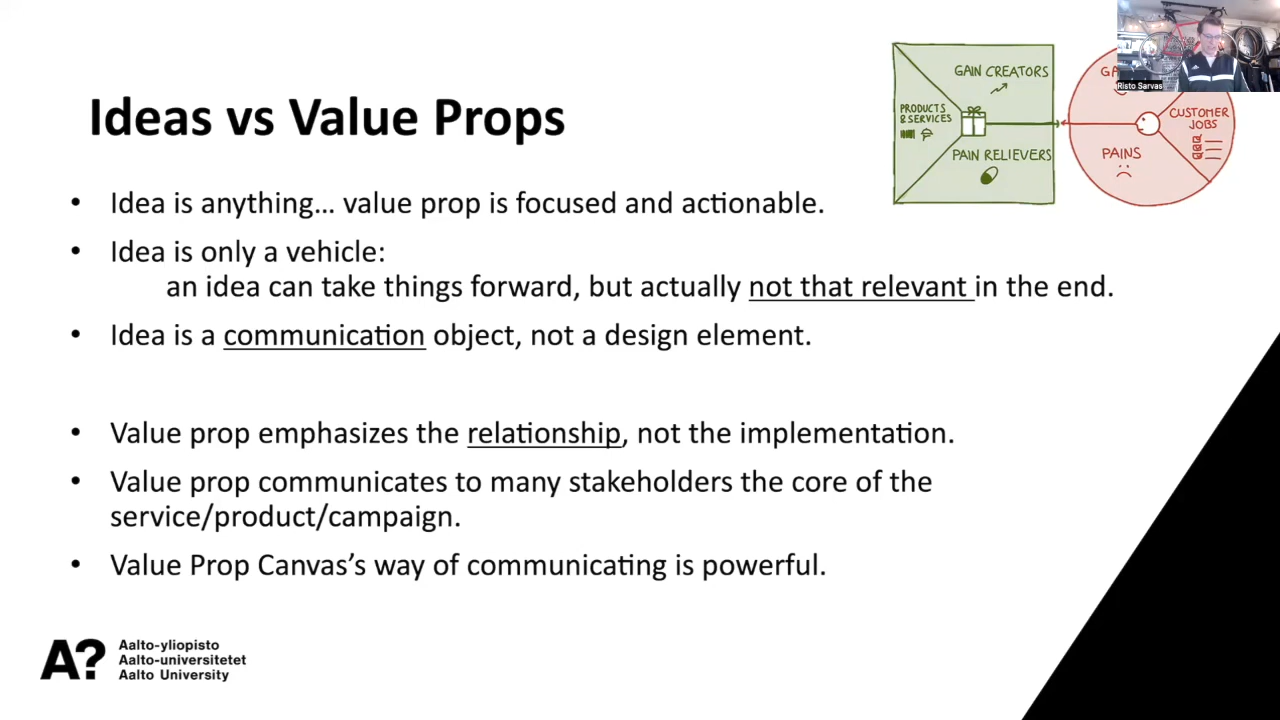 Ideas vs Value Props
• Idea is anything... value prop is focused and actionable.
• Idea is only a vehicle:
an idea can take things forward, but actually not that relevant in the end.
• Idea is a communication object, not a design element.
• Value prop emphasizes the relationship, not the implementation.
• Value prop communicates to many stakeholders the core of the
service/product/campaign.
• Value Prop Canvas’s way of communicating is powerful.
GAIN CREATORS
PRODUCTS
& SERVICES
PAIN RELIEVERS
CUSTOMER
JOBS
PAINS
Risto Sarvas
A?
Aalto-yliopisto
Aalto-universitetet
Aalto University